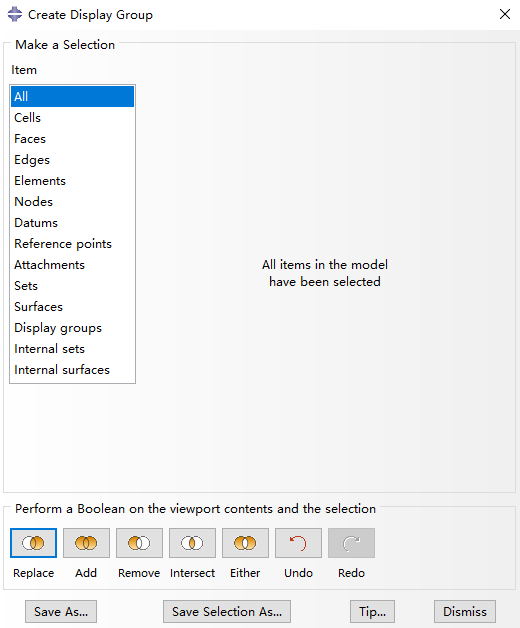 Create Display Group
Make a Selection
Item
All
Cells
Faces
Edges
Elements
Nodes
Datums
Reference points
Attachments
Sets
Surfaces
Display groups
Internal sets
Internal surfaces
All items in the model
have been selected
Perform a Boolean on the viewport contents and the selection
Replace Add Remove Intersect Either Undo Redo
Save As... Save Selection As... Tip... Dismiss